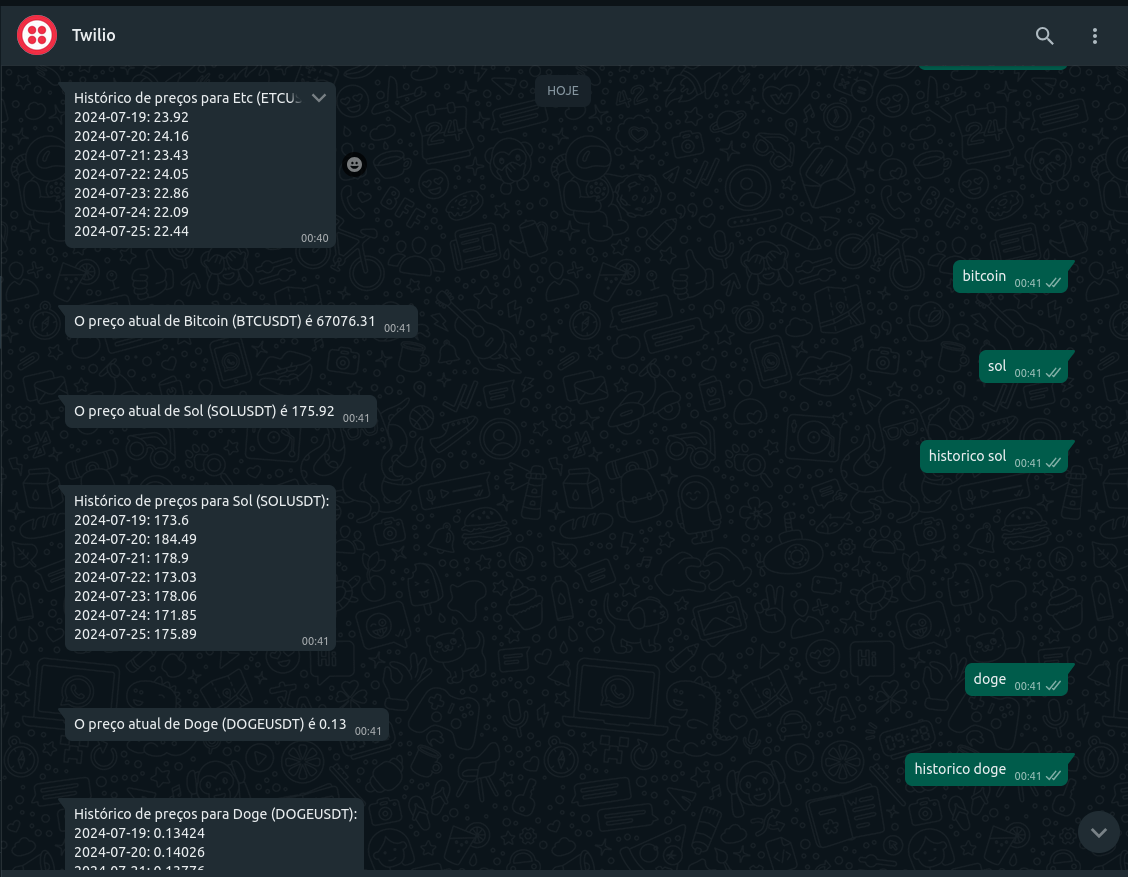 Twilio
HOJE
Histórico de preços para Etc (ETCUS
2024-07-19: 23.92
2024-07-20: 24.16
2024-07-21: 23.43
2024-07-22: 24.05
2024-07-23: 22.86
2024-07-24: 22.09
2024-07-25: 22.44
00:40
bitcoin 00:41
O preço atual de Bitcoin (BTCUSDT) é 67076.31 00:41
sol 00:41
O preço atual de Sol (SOLUSDT) é 175.92 00:41
historico sol 00:41
Histórico de preços para Sol (SOLUSDT):
2024-07-19: 173.6
2024-07-20: 184.49
2024-07-21: 178.9
2024-07-22: 173.03
2024-07-23: 178.06
2024-07-24: 171.85
2024-07-25: 175.89
00:41
doge 00:41
O preço atual de Doge (DOGEUSDT) é 0.13 00:41
historico doge 00:41
Histórico de preços para Doge (DOGEUSDT):
2024-07-19: 0.13424
2024-07-20: 0.14026
2024-07-21: 0.13776